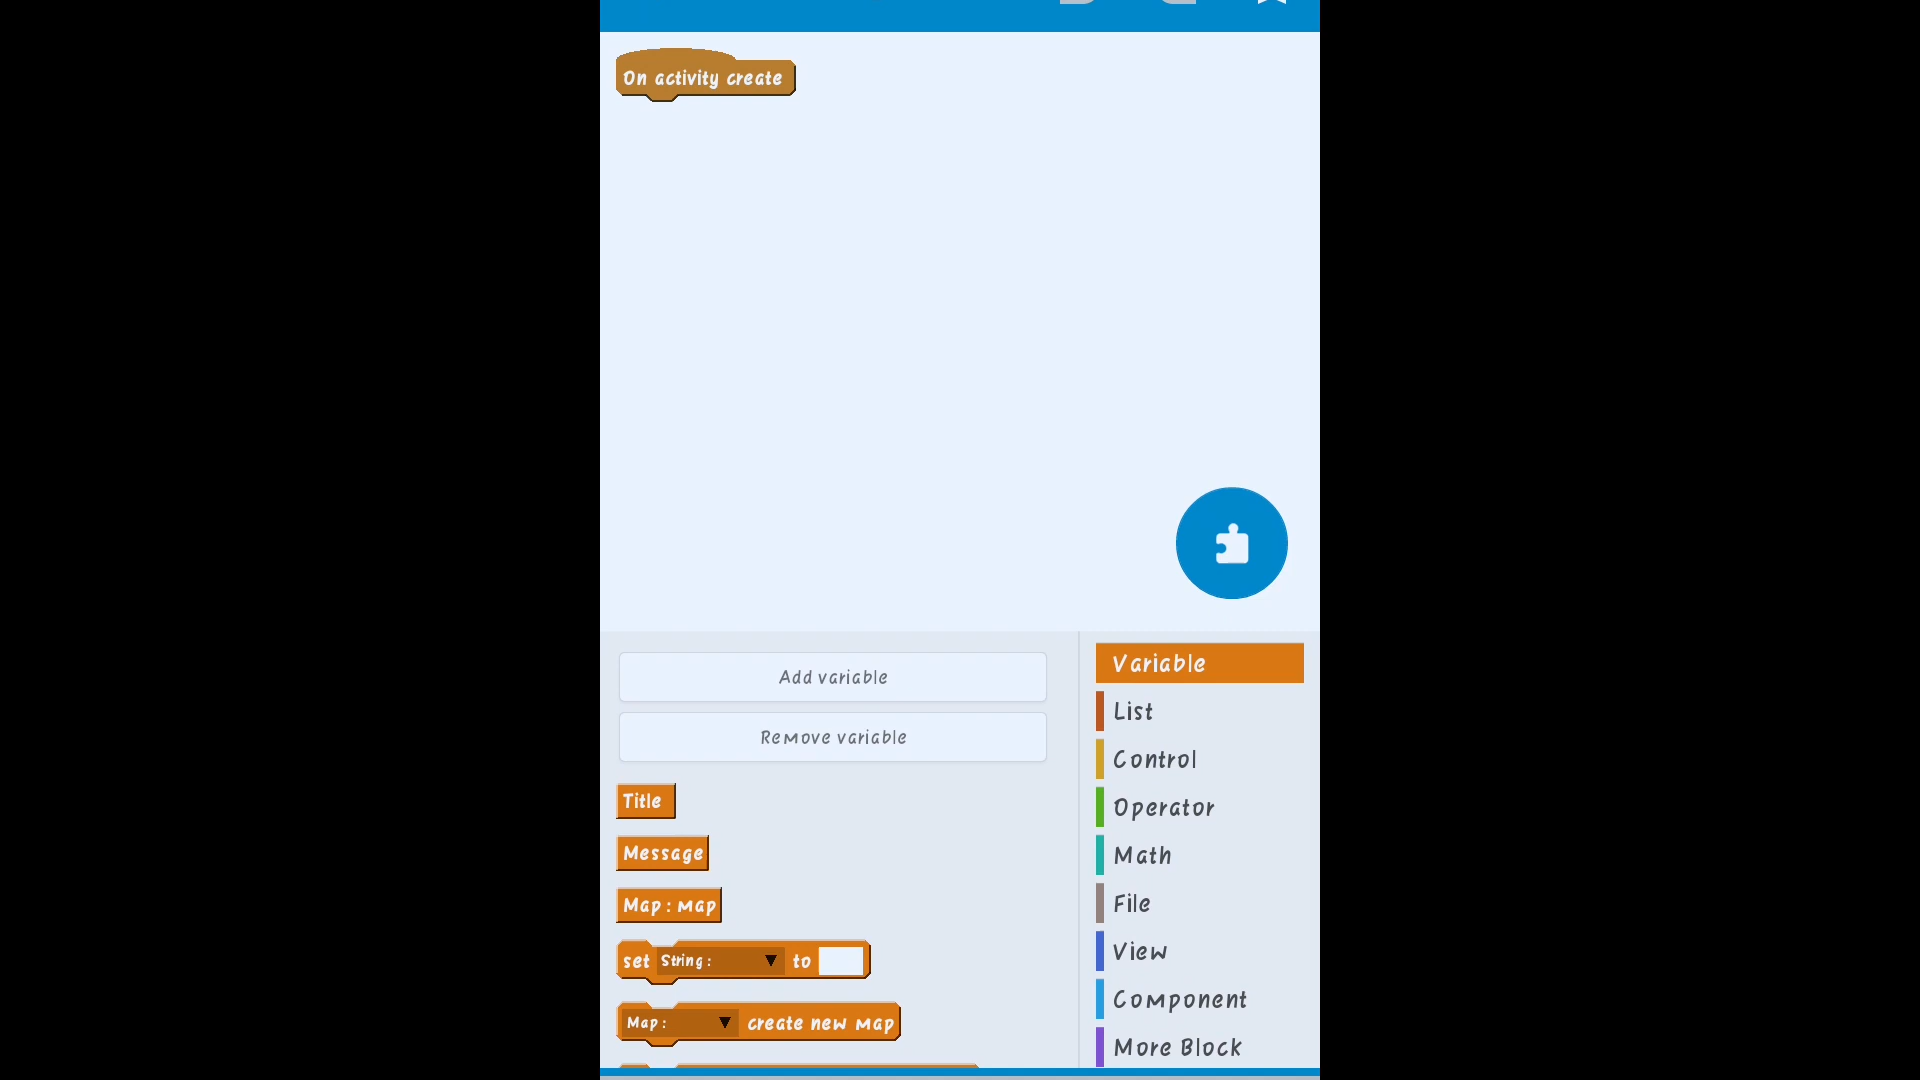 On activity create
Add variable
Remove variable
Title
Message
Map : map
set String : to
Map : create new map
Variable
List
Control
Operator
Math
File
View
Component
More Block